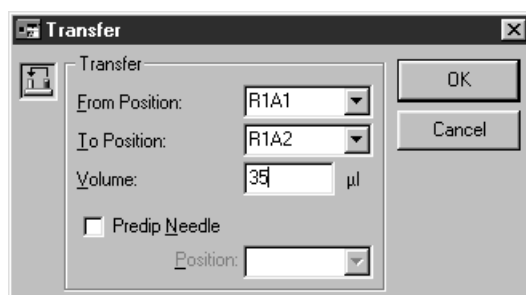 Transfer
Transfer
From Position: R1A1
To Position: R1A2
Volume: 35 µl
Predip Needle
Position:
OK
Cancel